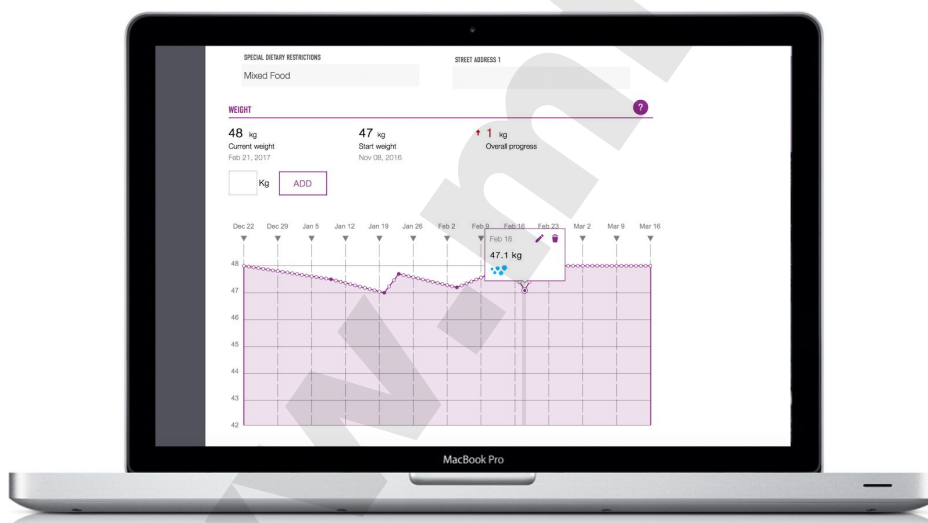 SPECIAL DIETARY RESTRICTIONS
STREET ADDRESS 1
Mixed Food
WEIGHT
?
48 kg
47 kg
1 kg
Current weight
Start weight
Overall progress
Feb 21, 2017
Nov 08, 2016
Kg
ADD
Dec 22 Dec 29 Jan 5 Jan 12 Jan 19 Jan 26 Feb 2 Feb 9 Feb 16 Feb 23 Mar 2 Mar 9 Mar 16
47.1 kg
48
47
46
45
44
43
42
MacBook Pro